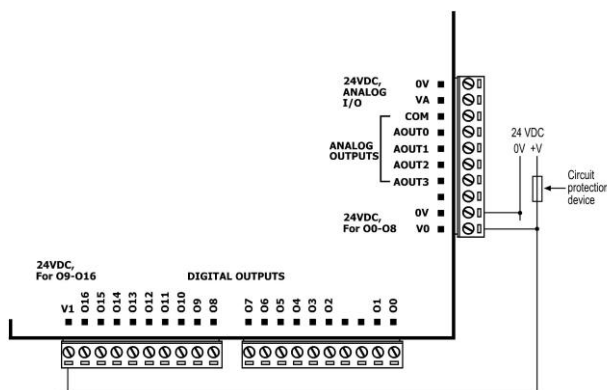 24VDC,
ANALOG
I/O
0V
VA
COM
AOUT0
ANALOG
OUTPUTS
AOUT1
AOUT2
AOUT3
24VDC,
For O0-O8
0V
V0
24 VDC
0V +V
Circuit
protection
device
24VDC,
For O9-O16
DIGITAL OUTPUTS
V1
O16
O15
O14
O13
O12
O11
O10
O9
O8
O7
O6
O5
O4
O3
O2
O1
O0